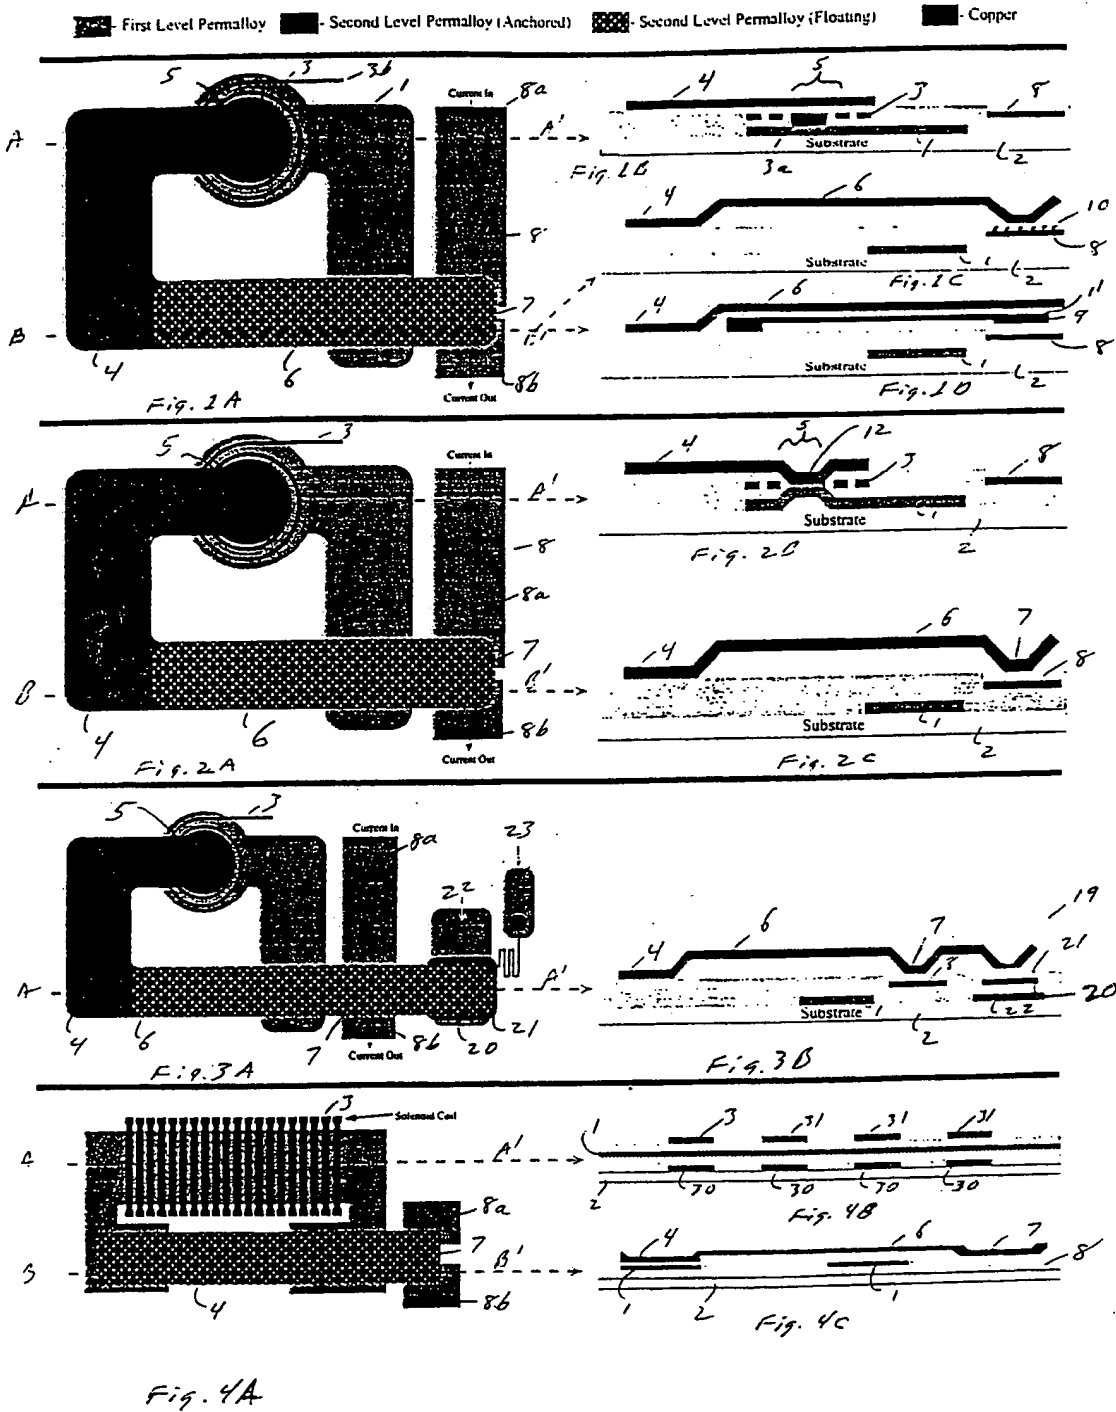 - First Level Permalloy - Second Level Permalloy (Anchored) - Second Level Permalloy (Floating) - Copper
5 3 3b 1 Current In 8a
A A'
8
7
B
4 6 8b
Current Out
Fig. 1A
5
4 3 8
Substrate 1 2
Fig. 1B 3a
4 6 10
8
Substrate 1
Fig. 1C 2
4 6 11
9
8
Substrate 1 2
Fig. 1D
5 3 Current In
A' A'
8
8a
7
B B'
4 6 8b
Current Out
Fig. 2A
5
4 12 3 8
Substrate 1
Fig. 2B 2
4 6 7
8
Substrate 1 2
Fig. 2C
5 3 Current In
8a 23
22
A A'
4 6 7 8b 20 21
Current Out
Fig. 3A
19
4 6 7 21
3 20
Substrate 1 22
2
Fig. 3B
3 Solenoid Coil
A A'
8a
7
B B'
4 8b
Fig. 4A
1 3 31 31 31
2 30 30 30 30
Fig. 4B
4 6 7
8
1 2 1
Fig. 4C